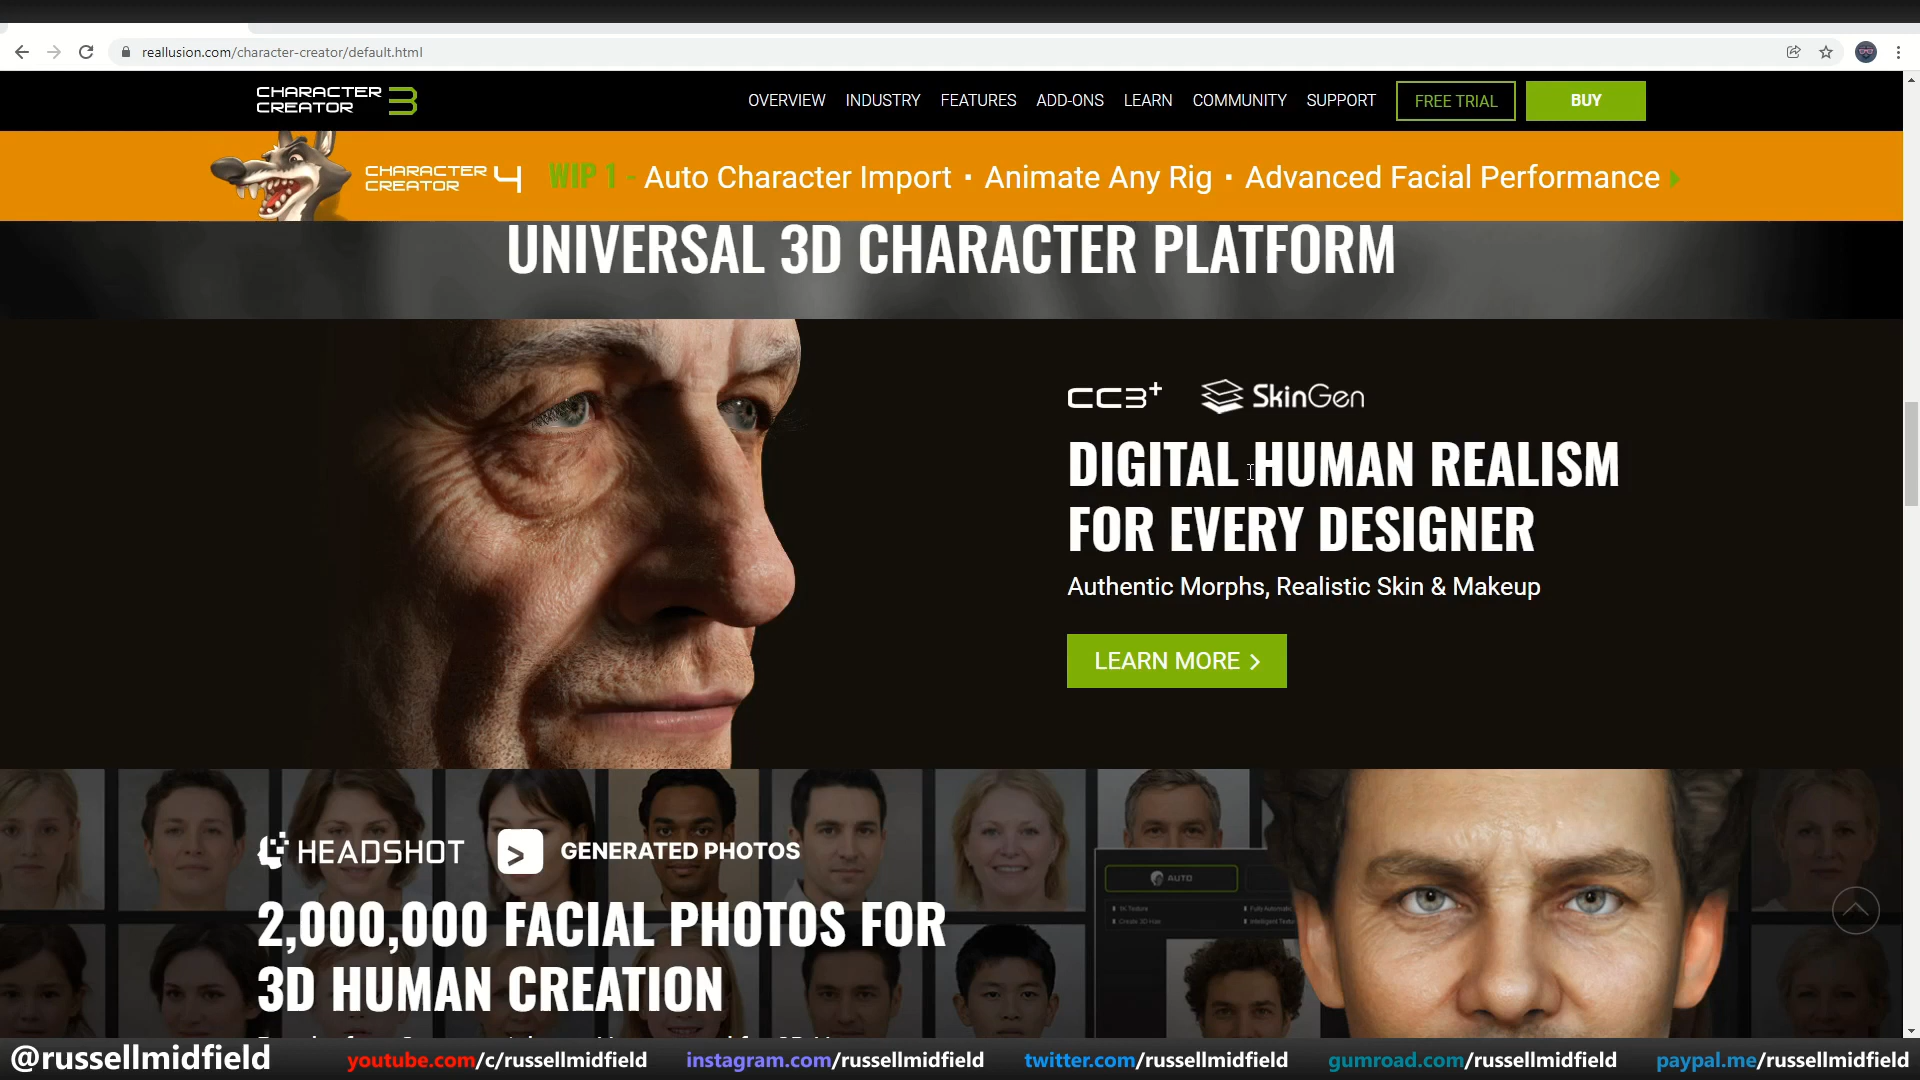 reallusion.com/character-creator/default.html
CHARACTER CREATOR 3
OVERVIEW INDUSTRY FEATURES ADD-ONS LEARN COMMUNITY SUPPORT FREE TRIAL BUY
CHARACTER CREATOR 4 WIP 1 - Auto Character Import · Animate Any Rig · Advanced Facial Performance
UNIVERSAL 3D CHARACTER PLATFORM
CC3+ SkinGen
DIGITAL HUMAN REALISM
FOR EVERY DESIGNER
Authentic Morphs, Realistic Skin & Makeup
LEARN MORE >
HEADSHOT > GENERATED PHOTOS
AUTO
2,000,000 FACIAL PHOTOS FOR
3D HUMAN CREATION
@russellmidfield youtube.com/c/russellmidfield instagram.com/russellmidfield twitter.com/russellmidfield gumroad.com/russellmidfield paypal.me/russellmidfield